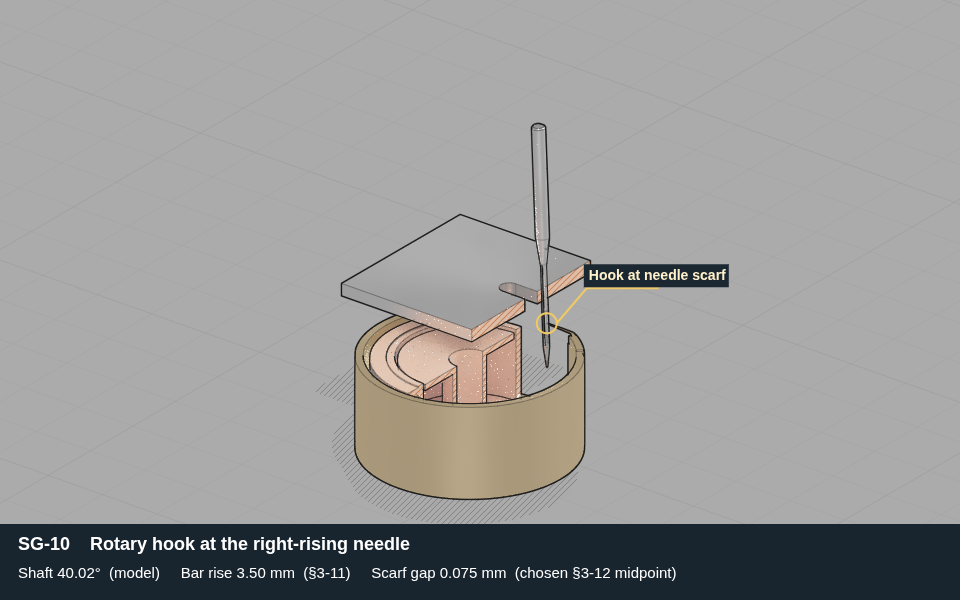 Hook at needle scarf
SG-10 Rotary hook at the right-rising needle
Shaft 40.02° (model) Bar rise 3.50 mm (§3-11) Scarf gap 0.075 mm (chosen §3-12 midpoint)